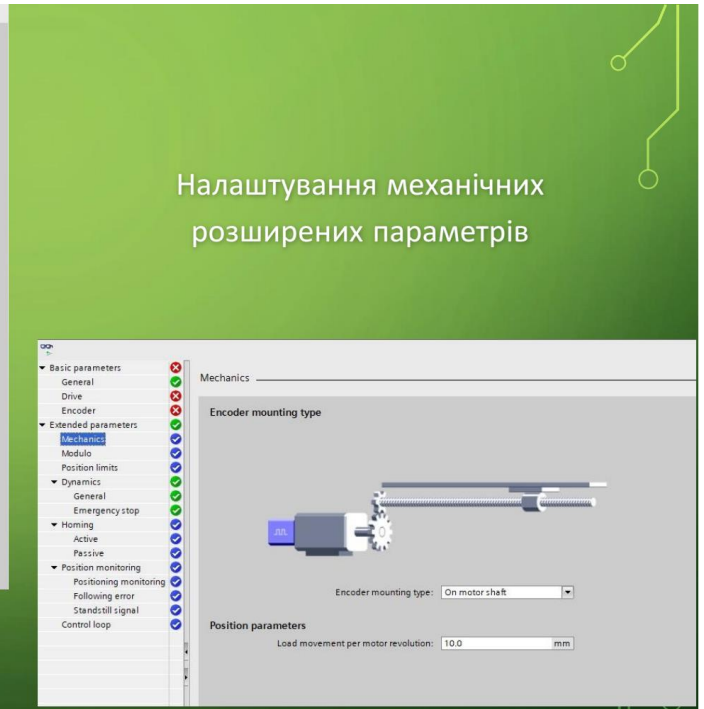 Налаштування механічних
розширених параметрів
Basic parameters
General
Drive
Encoder
Extended parameters
Mechanics
Modulo
Position limits
Dynamics
General
Emergency stop
Homing
Active
Passive
Position monitoring
Positioning monitoring
Following error
Standstill signal
Control loop
Mechanics
Encoder mounting type
Encoder mounting type: On motor shaft
Position parameters
Load movement per motor revolution: 10.0 mm